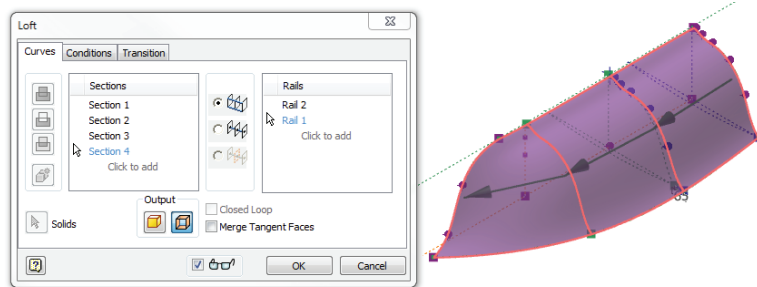 Loft
Curves Conditions Transition
Sections
Section 1
Section 2
Section 3
Section 4
Click to add
Rails
Rail 2
Rail 1
Click to add
Solids
Output
Closed Loop
Merge Tangent Faces
OK
Cancel